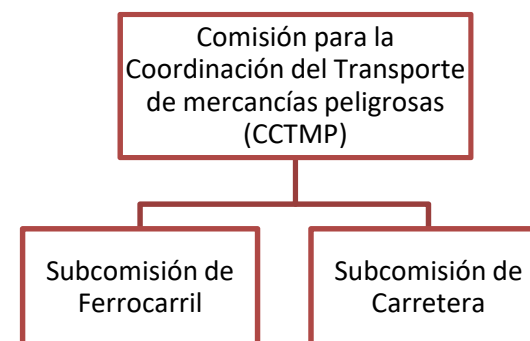 Comisión para la
Coordinación del Transporte
de mercancías peligrosas
(CCTMP)
Subcomisión de
Ferrocarril
Subcomisión de
Carretera